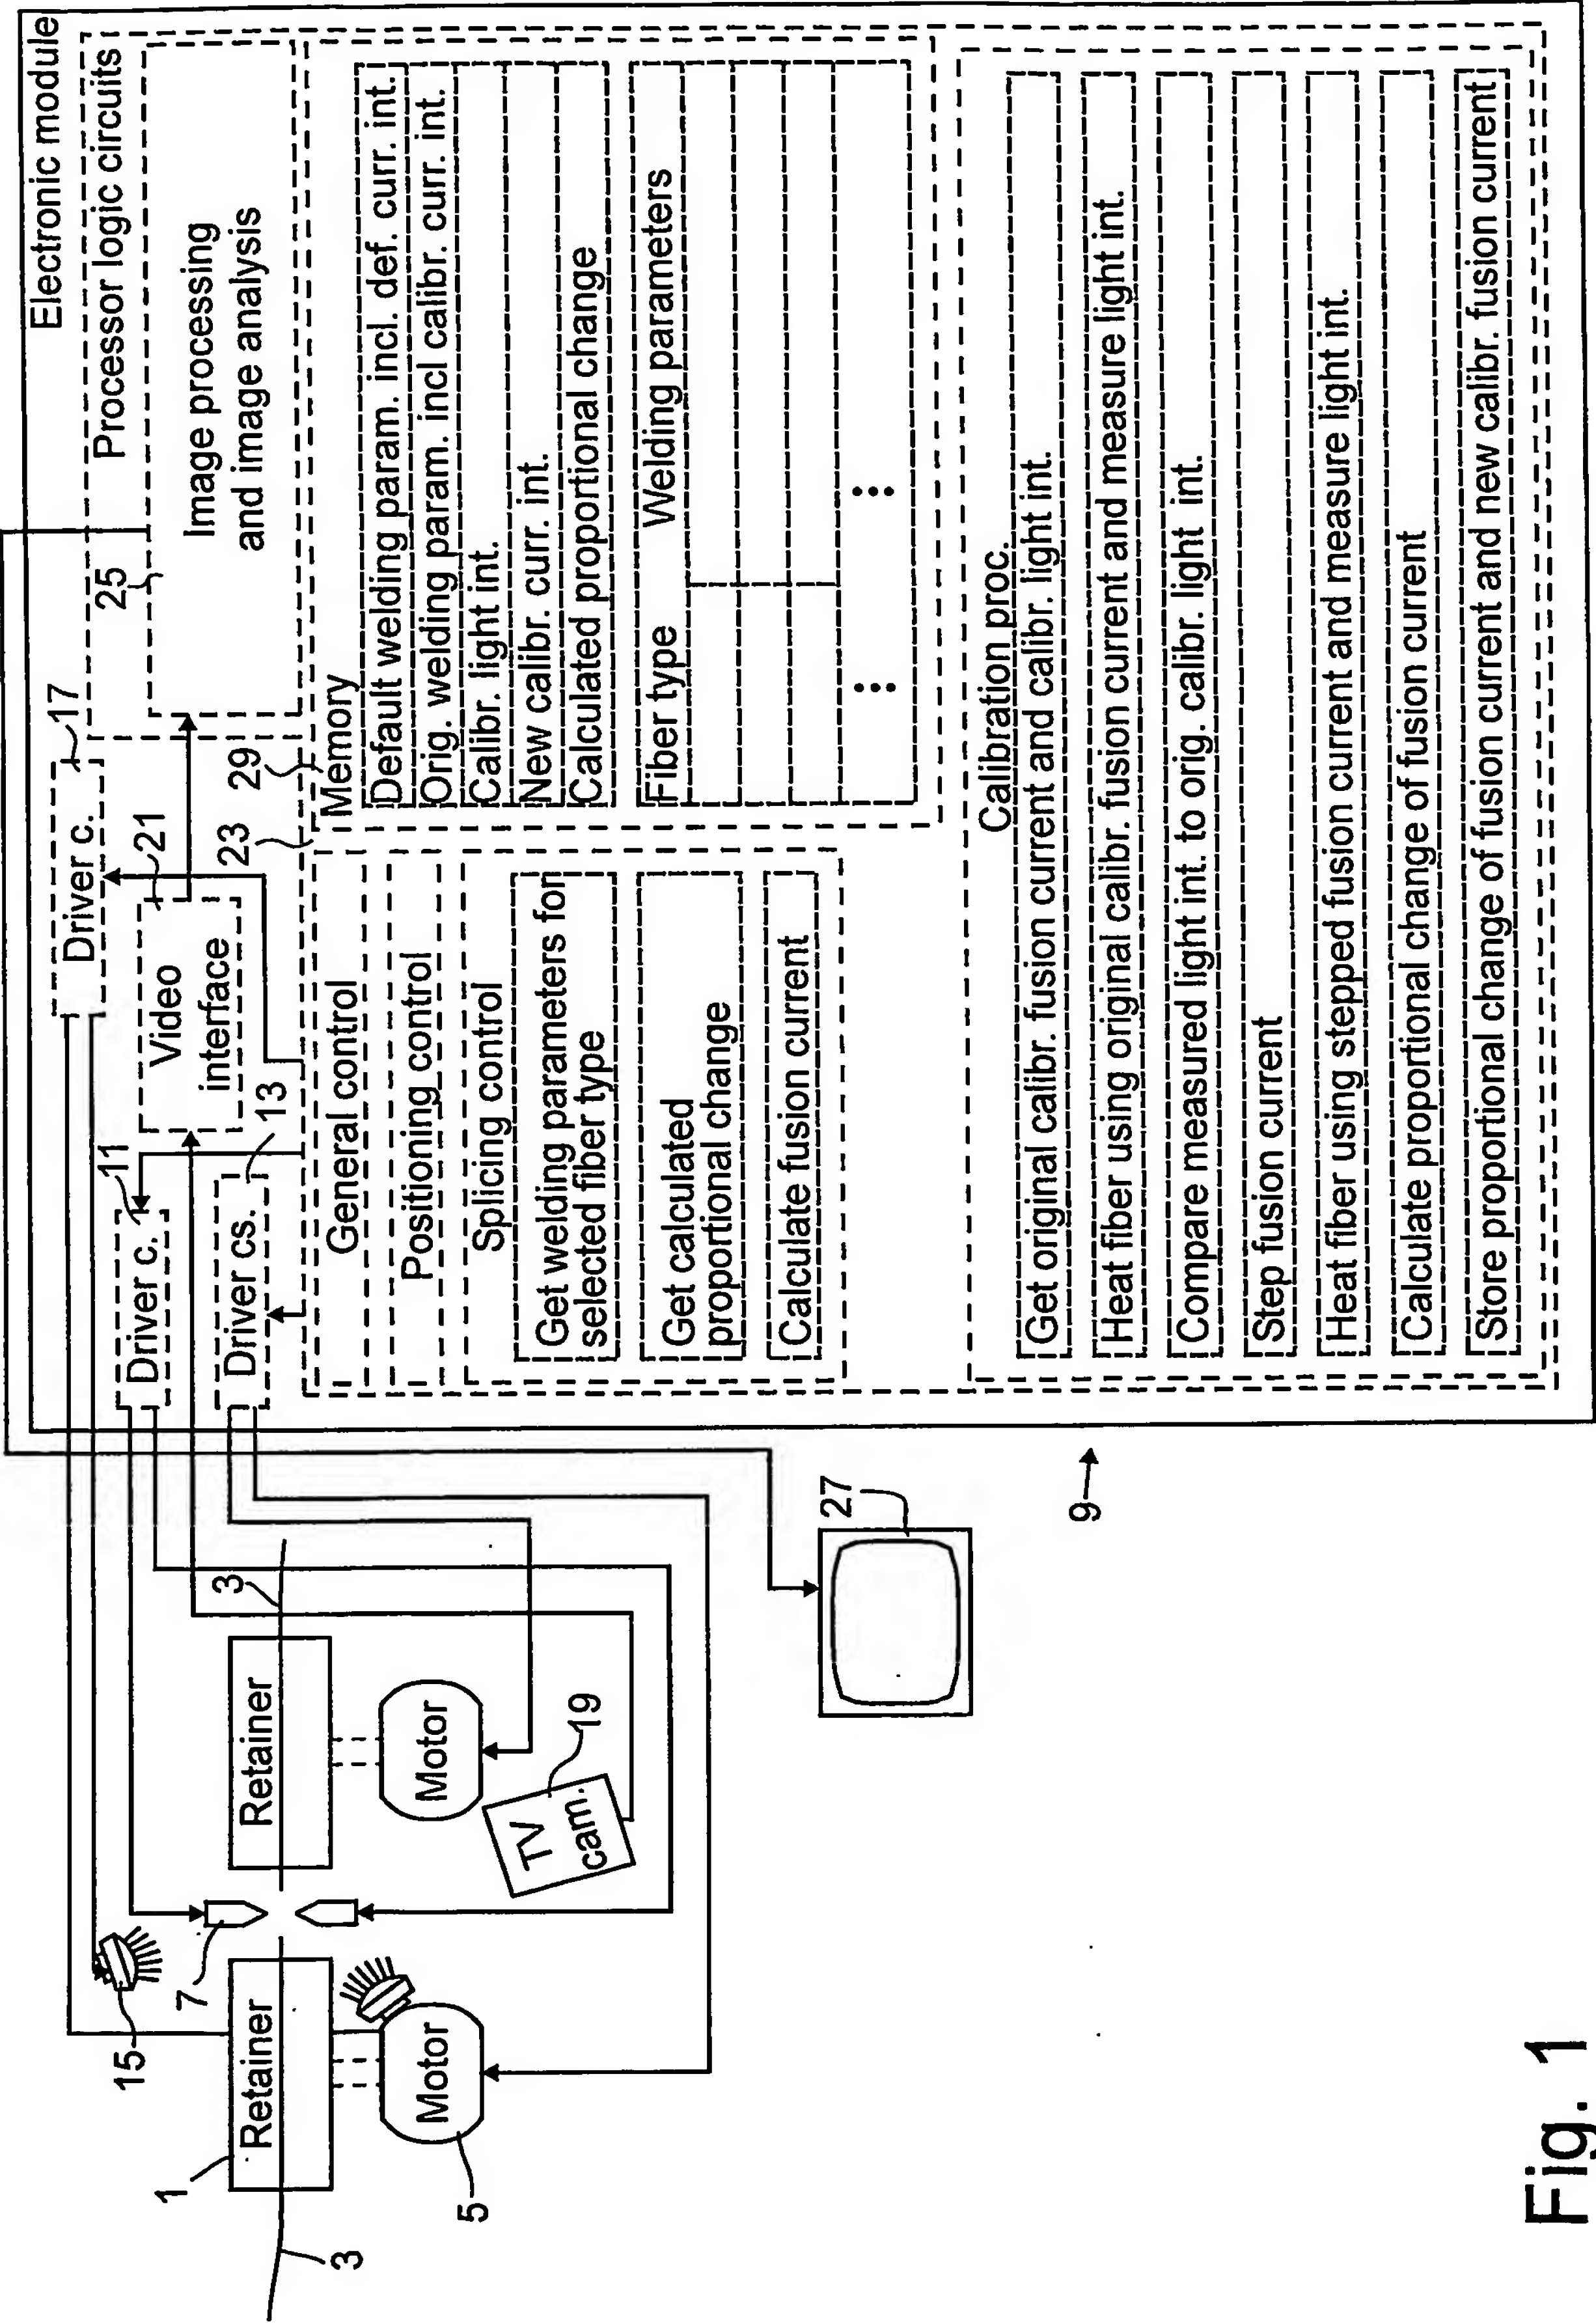 Electronic module
Processor logic circuits
25
Image processing
and image analysis
17
Driver c.
21
Video
interface
11
Driver c.
13
Driver cs.
23
29
Memory
Default welding param. incl. def. curr. int.
Orig. welding param. incl calibr. curr. int.
Calibr. light int.
New calibr. curr. int.
Calculated proportional change
Fiber type Welding parameters
... ...
General control
Positioning control
Splicing control
Get welding parameters for
selected fiber type
Get calculated
proportional change
Calculate fusion current
Calibration proc.
Get original calibr. fusion current and calibr. light int.
Heat fiber using original calibr. fusion current and measure light int.
Compare measured light int. to orig. calibr. light int.
Step fusion current
Heat fiber using stepped fusion current and measure light int.
Calculate proportional change of fusion current
Store proportional change of fusion current and new calibr. fusion current
15
7
1
Retainer
Retainer
3
3
Motor
Motor
5
TV
cam.
19
27
9
Fig. 1